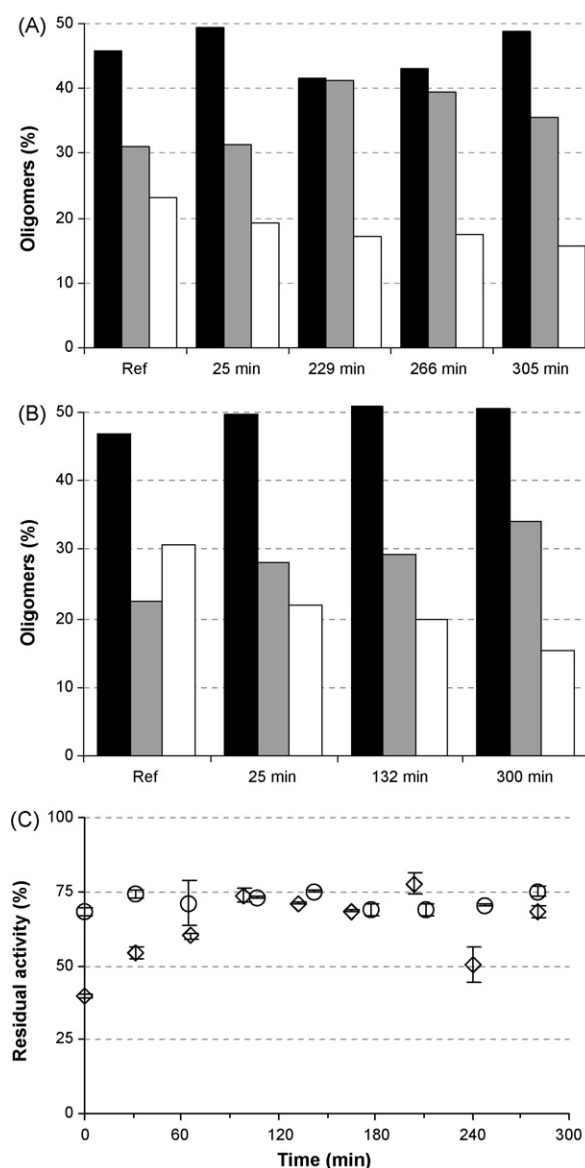 (A)
Oligomers (%)
50
40
30
20
10
0
Ref 25 min 229 min 266 min 305 min
(B)
Oligomers (%)
50
40
30
20
10
0
Ref 25 min 132 min 300 min
(C)
Residual activity (%)
100
75
50
25
0
0 60 120 180 240 300
Time (min)